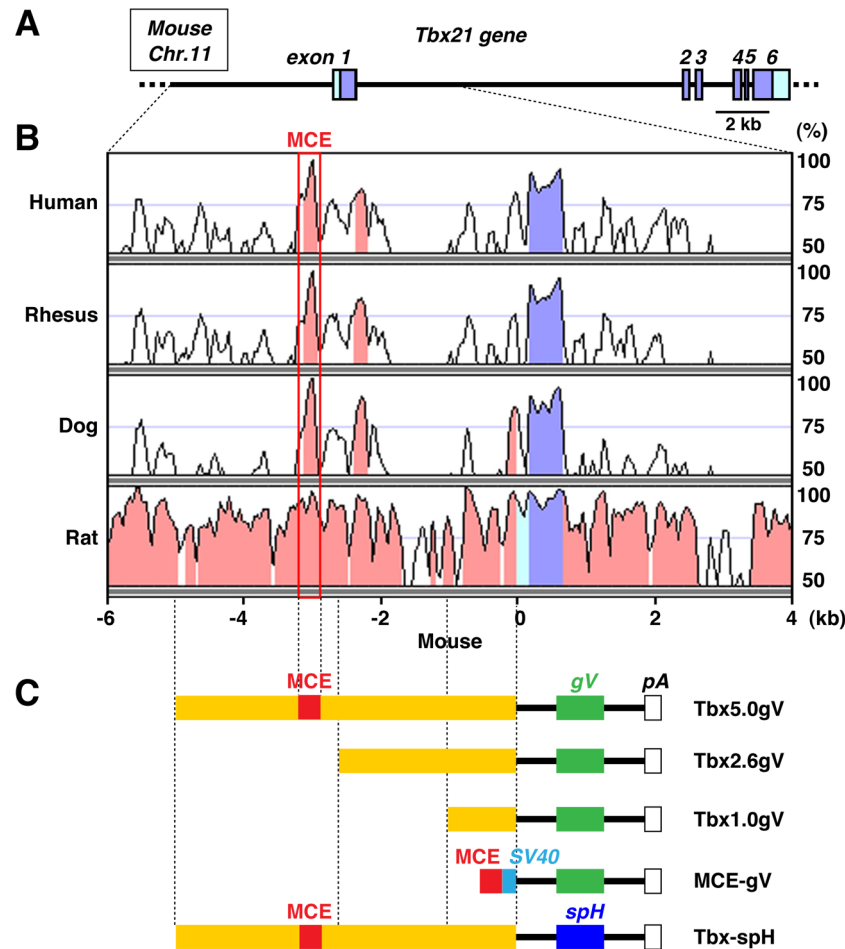 A
Mouse
Chr.11
Tbx21 gene
exon 1
2 3 45 6
2 kb
B
MCE
(%)
Human
100
75
50
Rhesus
100
75
50
Dog
100
75
50
Rat
100
75
50
-6 -4 -2 0 2 4 (kb)
Mouse
C
MCE gV pA
Tbx5.0gV
Tbx2.6gV
Tbx1.0gV
MCE SV40
MCE-gV
MCE spH
Tbx-spH